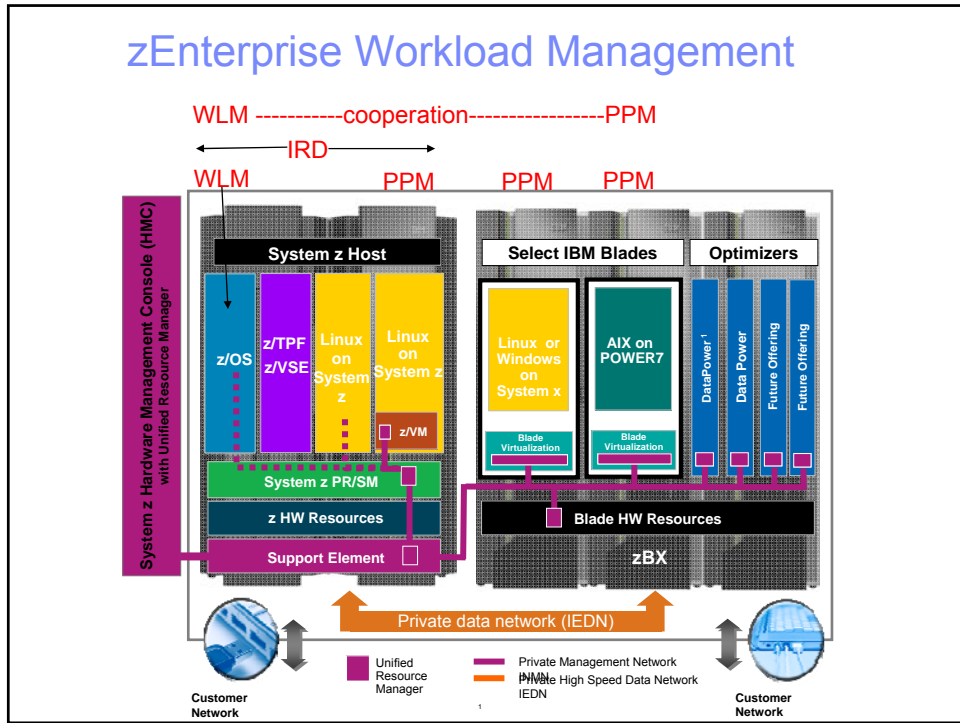 zEnterprise Workload Management
WLM -----------cooperation-----------------PPM
IRD
WLM
PPM
PPM
PPM
System z Hardware Management Console (HMC)
with Unified Resource Manager
System z Host
Select IBM Blades
Optimizers
z/OS
z/TPF
z/VSE
Linux
on
System
z
Linux
on
System z
z/VM
Linux or
Windows
on
System x
AIX on
POWER7
Blade
Virtualization
Blade
Virtualization
DataPower 1
Data Power
Future Offering
Future Offering
System z PR/SM
z HW Resources
Support Element
Blade HW Resources
zBX
Private data network (IEDN)
Customer
Network
Unified
Resource
Manager
Private Management Network
INMN
Private High Speed Data Network
IEDN
Customer
Network
1